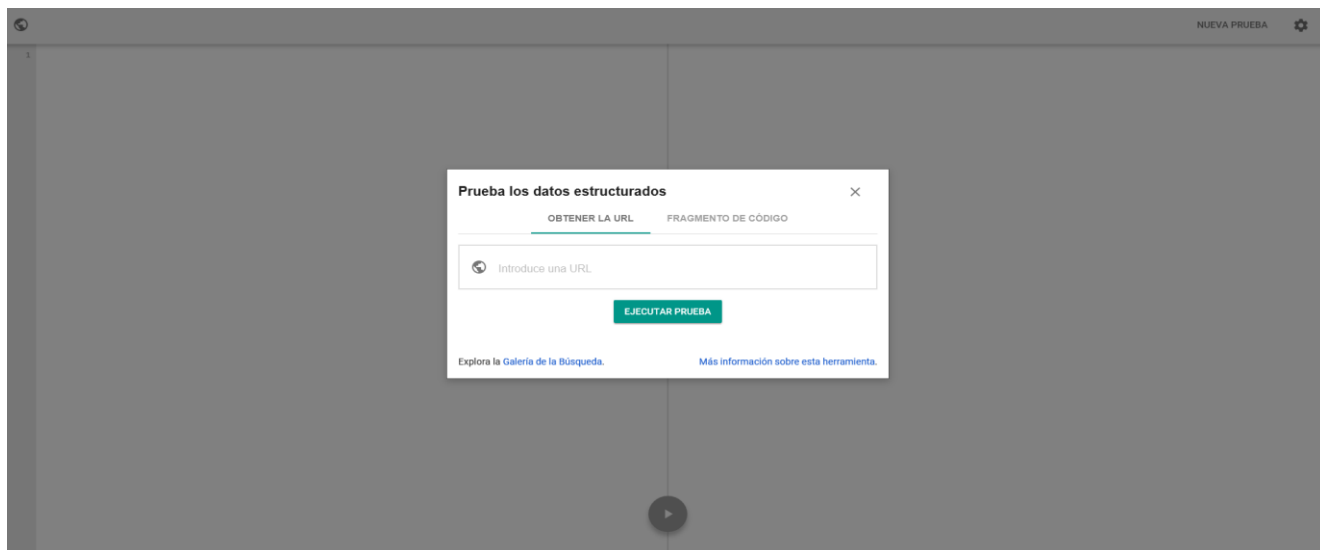 NUEVA PRUEBA
1
Prueba los datos estructurados
OBTENER LA URL FRAGMENTO DE CÓDIGO
Introduce una URL
EJECUTAR PRUEBA
Explora la Galería de la Búsqueda. Más información sobre esta herramienta.